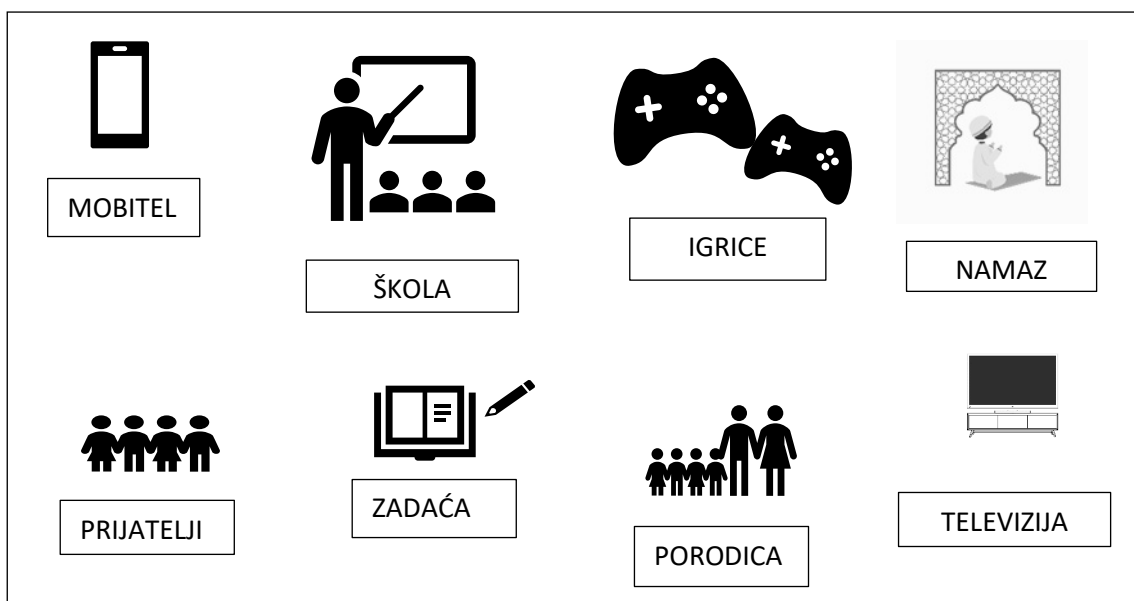 MOBITEL
ŠKOLA
IGRICE
NAMAZ
PRIJATELJI
ZADAĆA
PORODICA
TELEVIZIJA